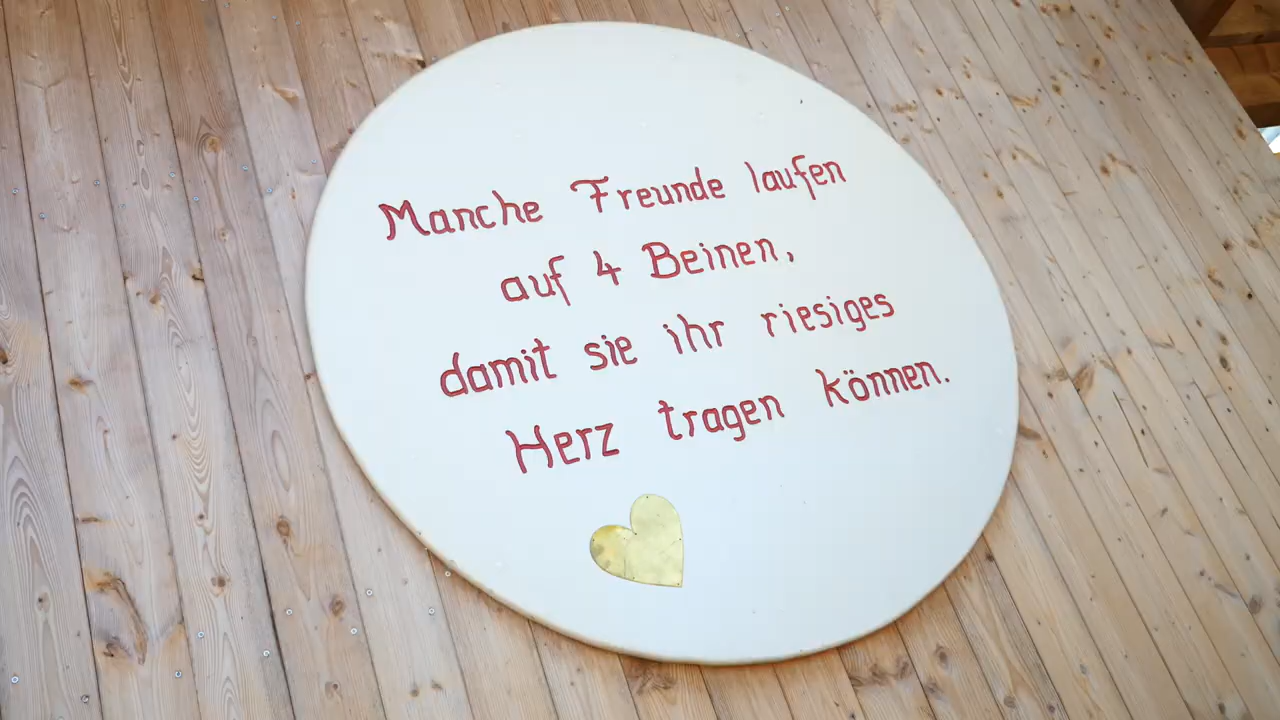 Manche Freunde laufen
auf 4 Beinen,
damit sie ihr riesiges
Herz tragen können.